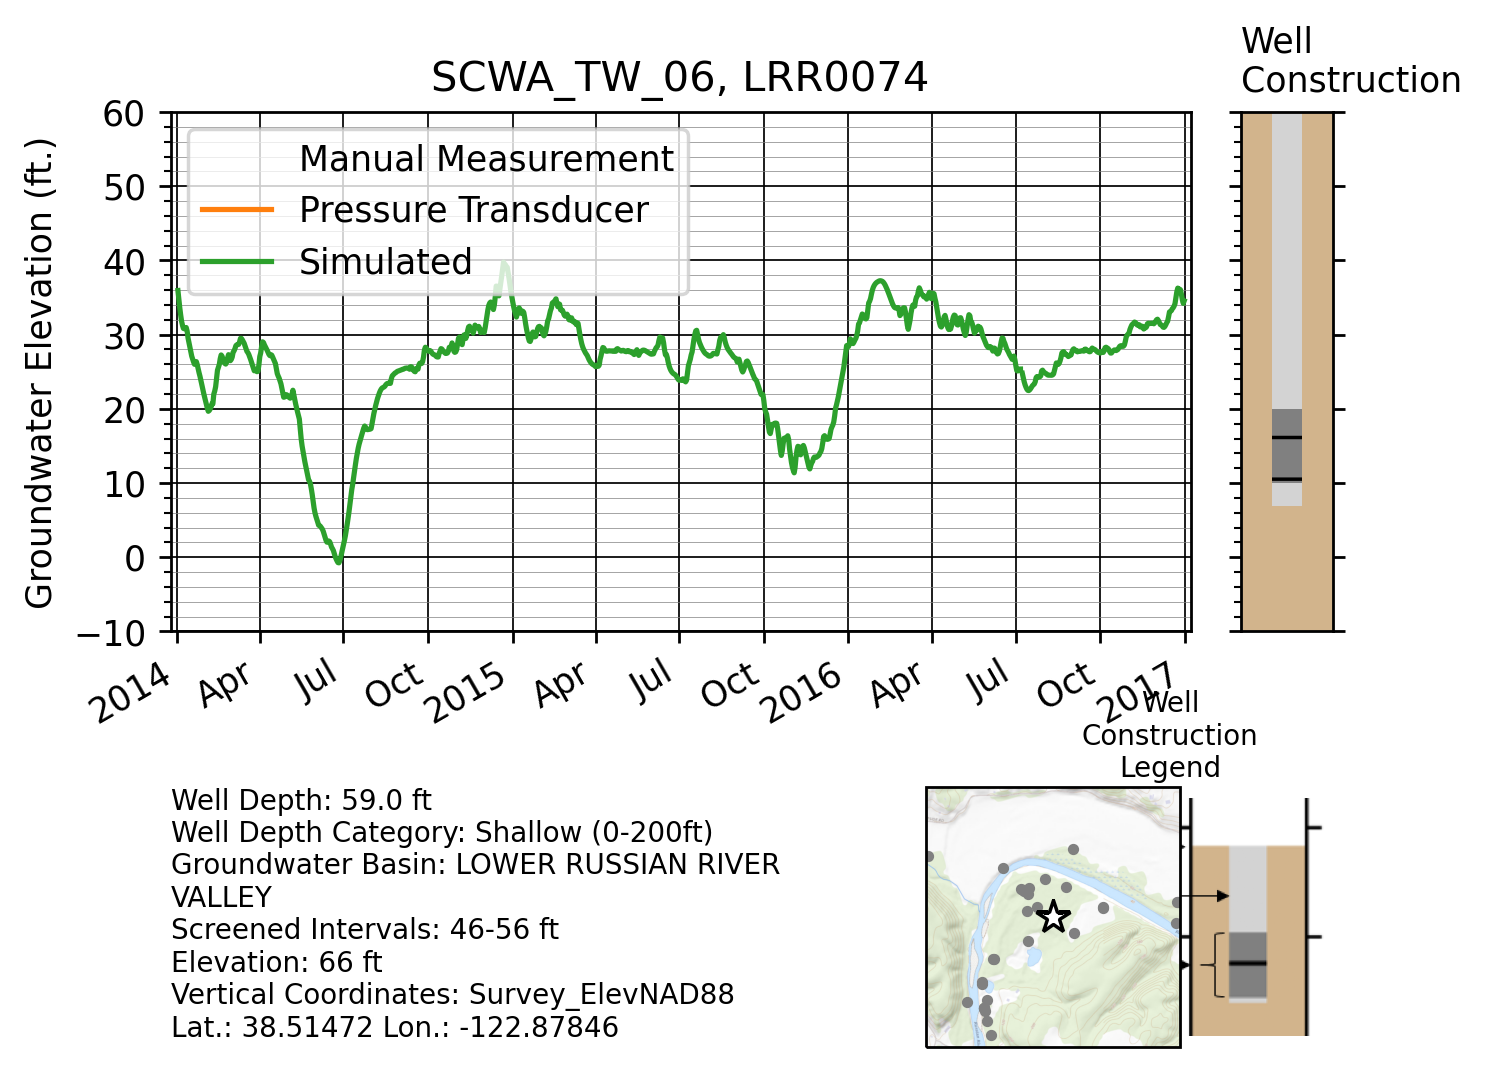 Well
Construction
SCWA_TW_06, LRR0074
Groundwater Elevation (ft.)
60
50
40
30
20
10
0
−10
Manual Measurement
Pressure Transducer
Simulated
2014 Apr Jul Oct 2015 Apr Jul Oct 2016 Apr Jul Oct 2017
Well
Construction
Legend
Well Depth: 59.0 ft
Well Depth Category: Shallow (0-200ft)
Groundwater Basin: LOWER RUSSIAN RIVER
VALLEY
Screened Intervals: 46-56 ft
Elevation: 66 ft
Vertical Coordinates: Survey_ElevNAD88
Lat.: 38.51472 Lon.: -122.87846